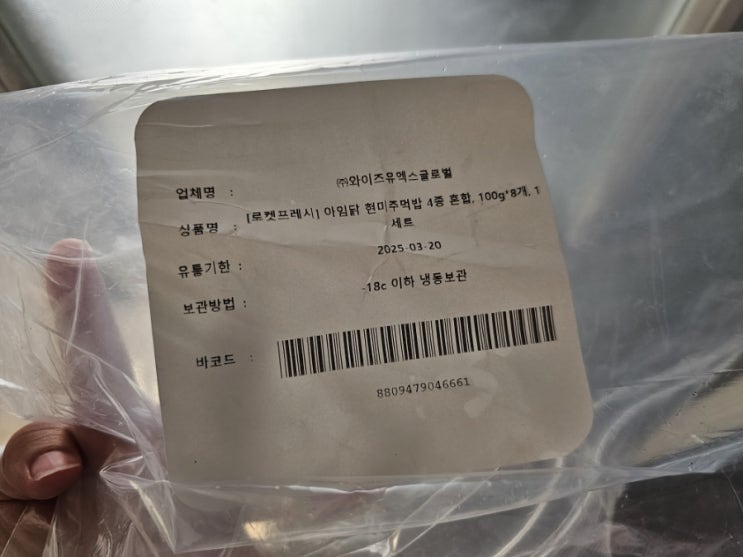 업체명 : ㈜와이즈유엑스글로벌
상품명 : [로켓프레시] 아임닭 현미주먹밥 4종 혼합, 100g*8개, 1
세트
유통기한 : 2025-03-20
보관방법 : -18c 이하 냉동보관
바코드 :
8809479046661